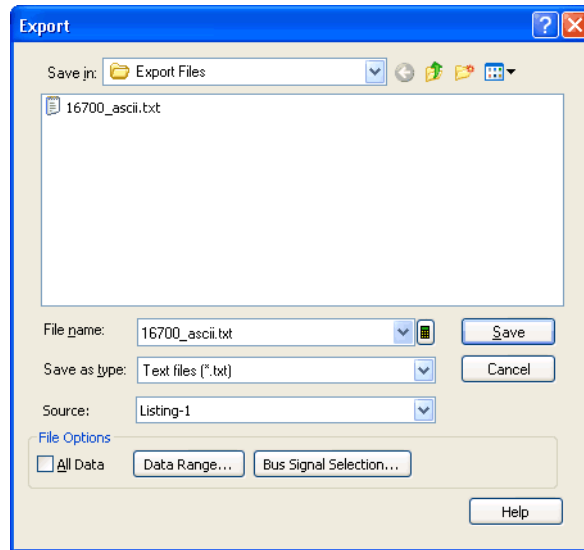 Export
Save in: Export Files
16700_ascii.txt
File name: 16700_ascii.txt Save
Save as type: Text files (*.txt) Cancel
Source: Listing-1
File Options
All Data Data Range... Bus Signal Selection...
Help